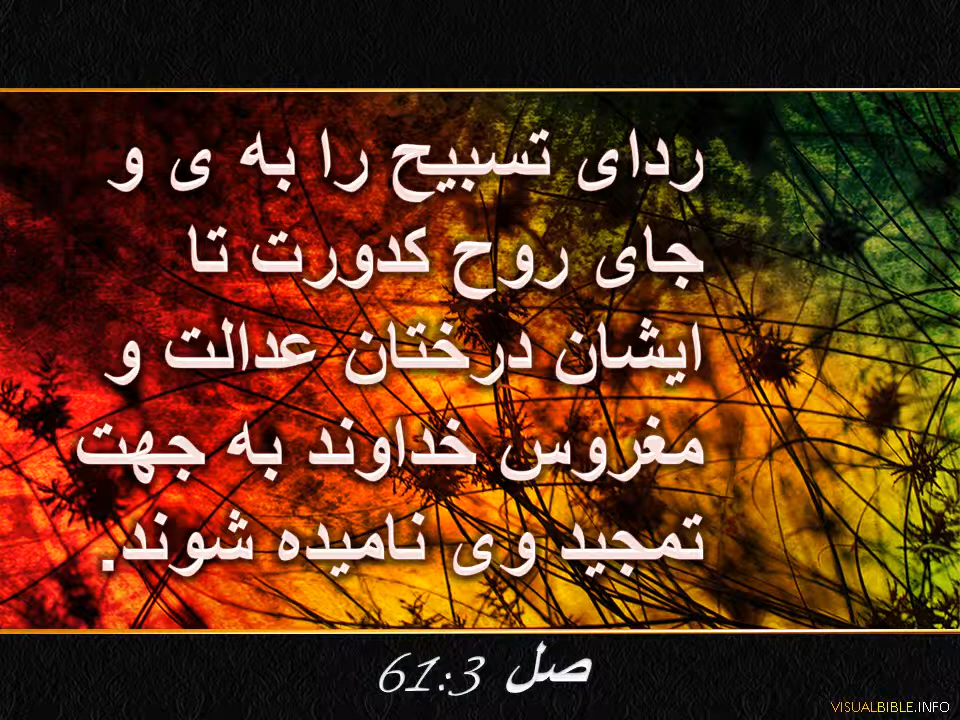 ردای تسبیح را به ی و
جای روح کدورت تا
ایشان درختان عدالت و
مغروس خداوند به جهت
تمجید وی نامیده شوند.
صل 61:3
VISUALBIBLE.INFO